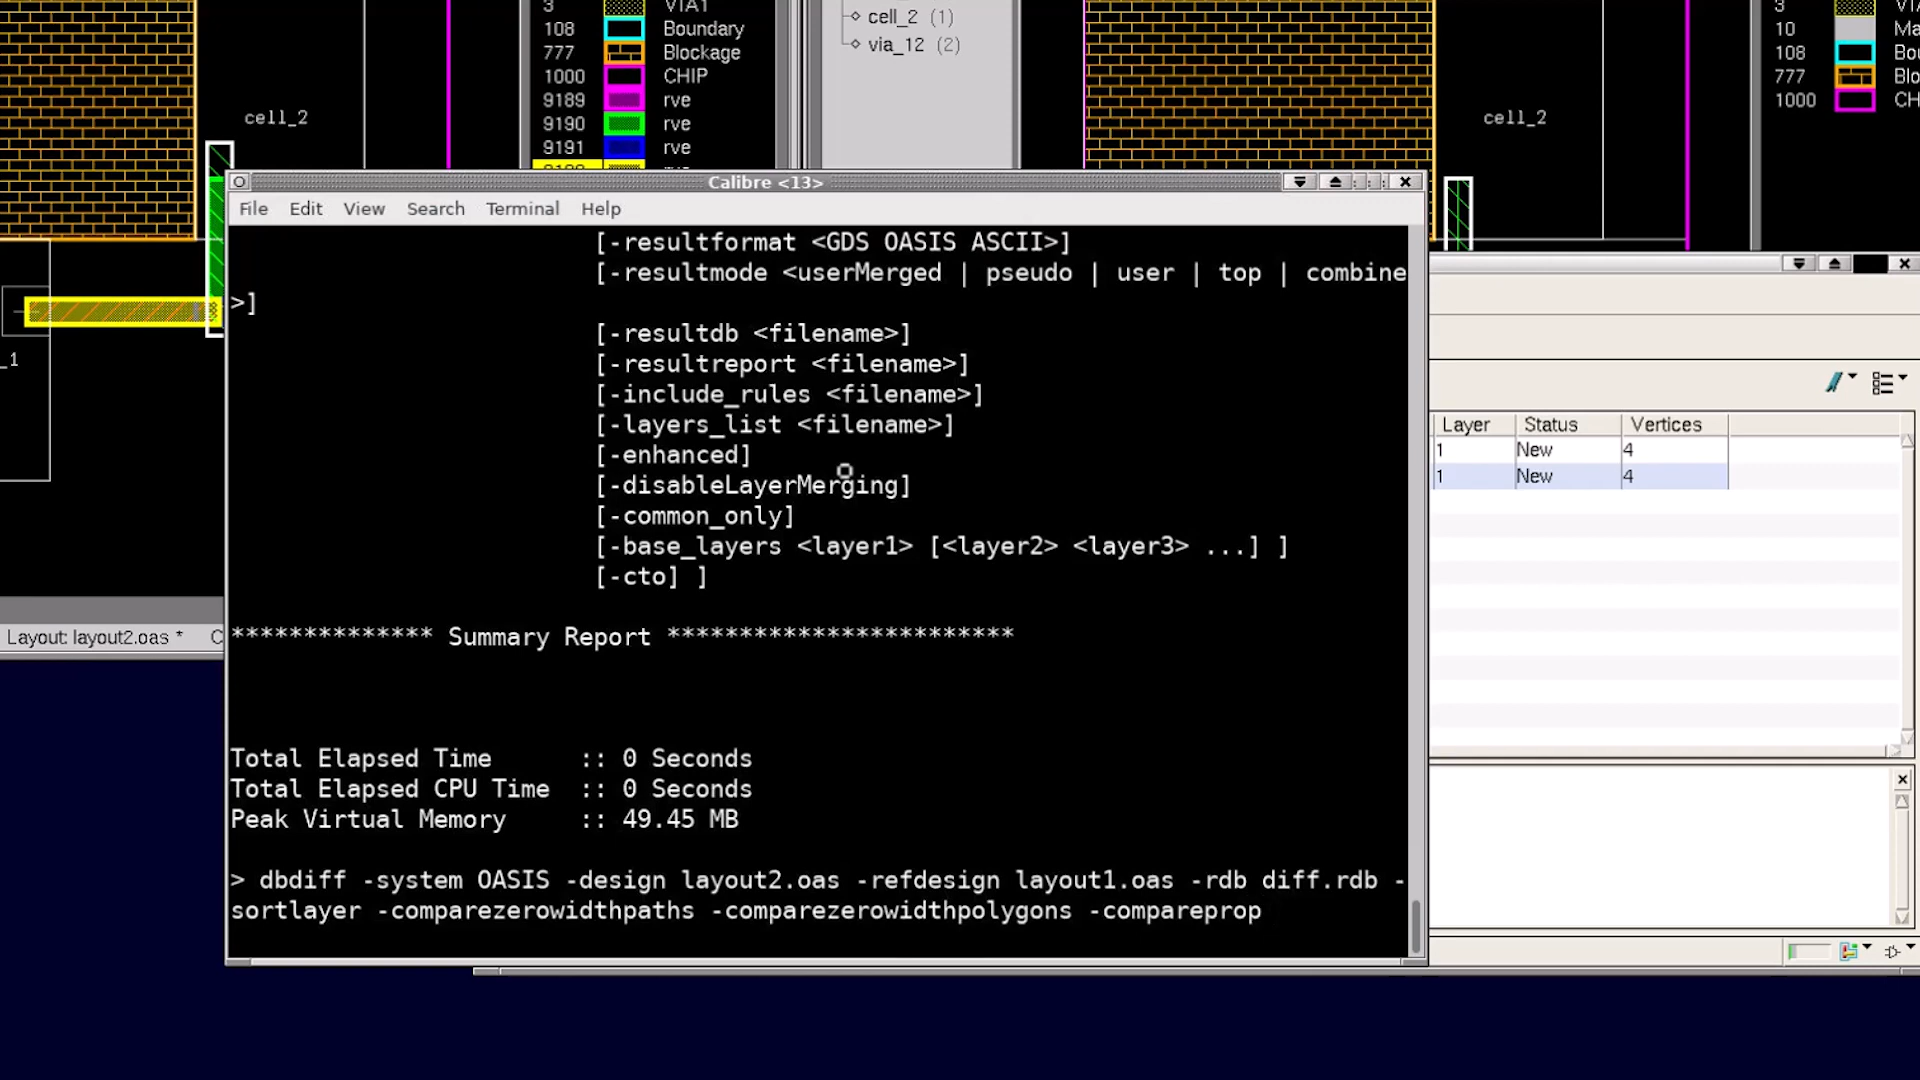 3 VIA1
108 Boundary
777 Blockage
1000 CHIP
9189 rve
9190 rve
9191 rve
cell_2 (1)
via_12 (2)
cell_2
cell_2
3
10
108
777
1000
_1
Layout: layout2.oas *
Calibre <13>
File Edit View Search Terminal Help
[-resultformat <GDS OASIS ASCII>]
[-resultmode <userMerged | pseudo | user | top | combine
>]
[-resultdb <filename>]
[-resultreport <filename>]
[-include_rules <filename>]
[-layers_list <filename>]
[-enhanced]
[-disableLayerMerging]
[-common_only]
[-base_layers <layer1> [<layer2> <layer3> ...] ]
[-cto] ]
************** Summary Report ************************
Total Elapsed Time :: 0 Seconds
Total Elapsed CPU Time :: 0 Seconds
Peak Virtual Memory :: 49.45 MB
> dbdiff -system OASIS -design layout2.oas -refdesign layout1.oas -rdb diff.rdb -
sortlayer -comparezerowidthpaths -comparezerowidthpolygons -compareprop
Layer Status Vertices
1 New 4
1 New 4